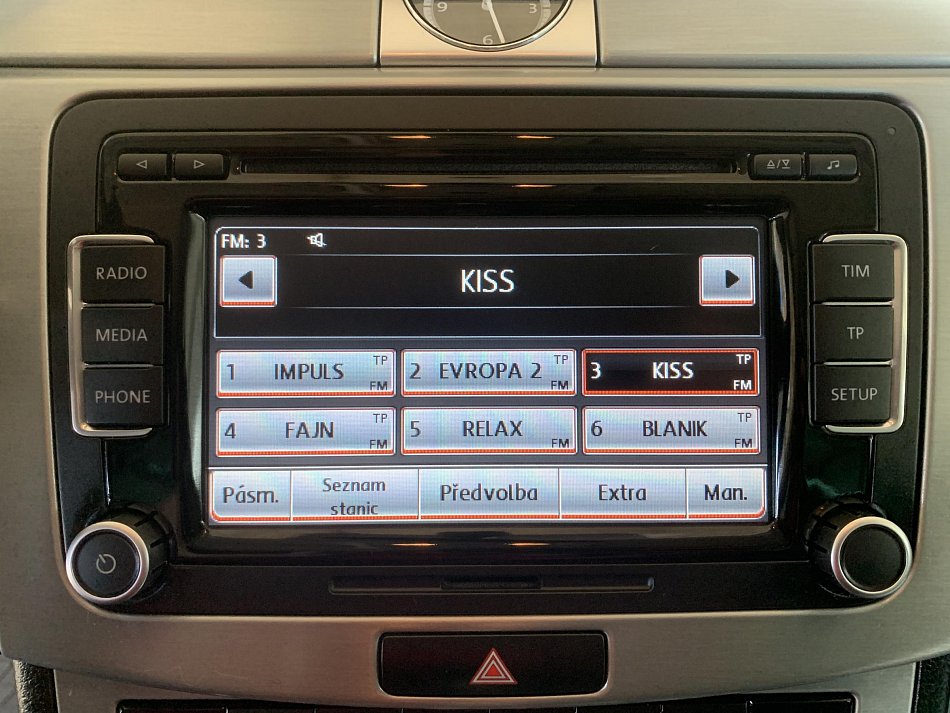 9 3
6
FM: 3
KISS
1 IMPULS TP FM
2 EVROPA 2 TP FM
3 KISS TP FM
4 FAJN TP FM
5 RELAX FM
6 BLANIK TP FM
Pásm. Seznam stanic Předvolba Extra Man.
RADIO
MEDIA
PHONE
TIM
TP
SETUP